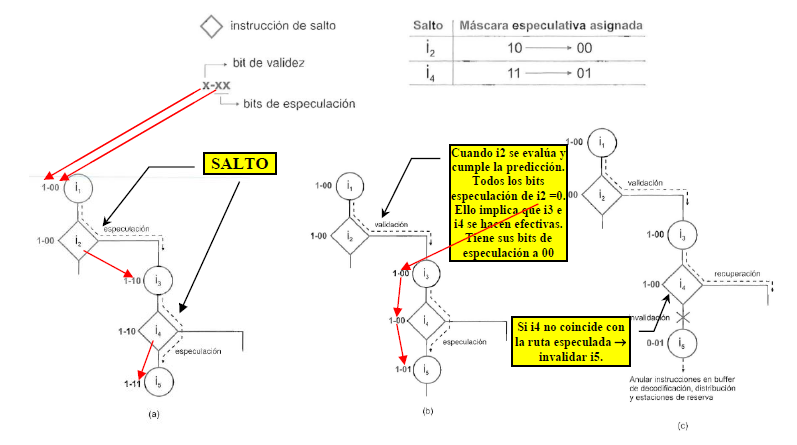 instrucción de salto
bit de validez
x-xx
bits de especulación
Salto Máscara especulativa asignada
i2 10 → 00
i4 11 → 01
SALTO
1-00
i1
especulación
1-00
i2
1-10
i3
1-10
i4
especulación
1-11
i5
(a)
Cuando i2 se evalúa y
cumple la predicción.
Todos los bits
especulación de i2 =0.
Ello implica que i3 e
i4 se hacen efectivas.
Tiene sus bits de
especulación a 00
1-00
i1
validación
1-00
i2
1-00
i3
1-00
i4
especulación
1-01
i5
(b)
Si i4 no coincide con
la ruta especulada →
invalidar i5.
1-00
i1
validación
1-00
i2
1-00
i3
recuperación
1-00
i4
invalidación
0-01
i5
Anular instrucciones en buffer
de decodificación, distribución
y estaciones de reserva
(c)